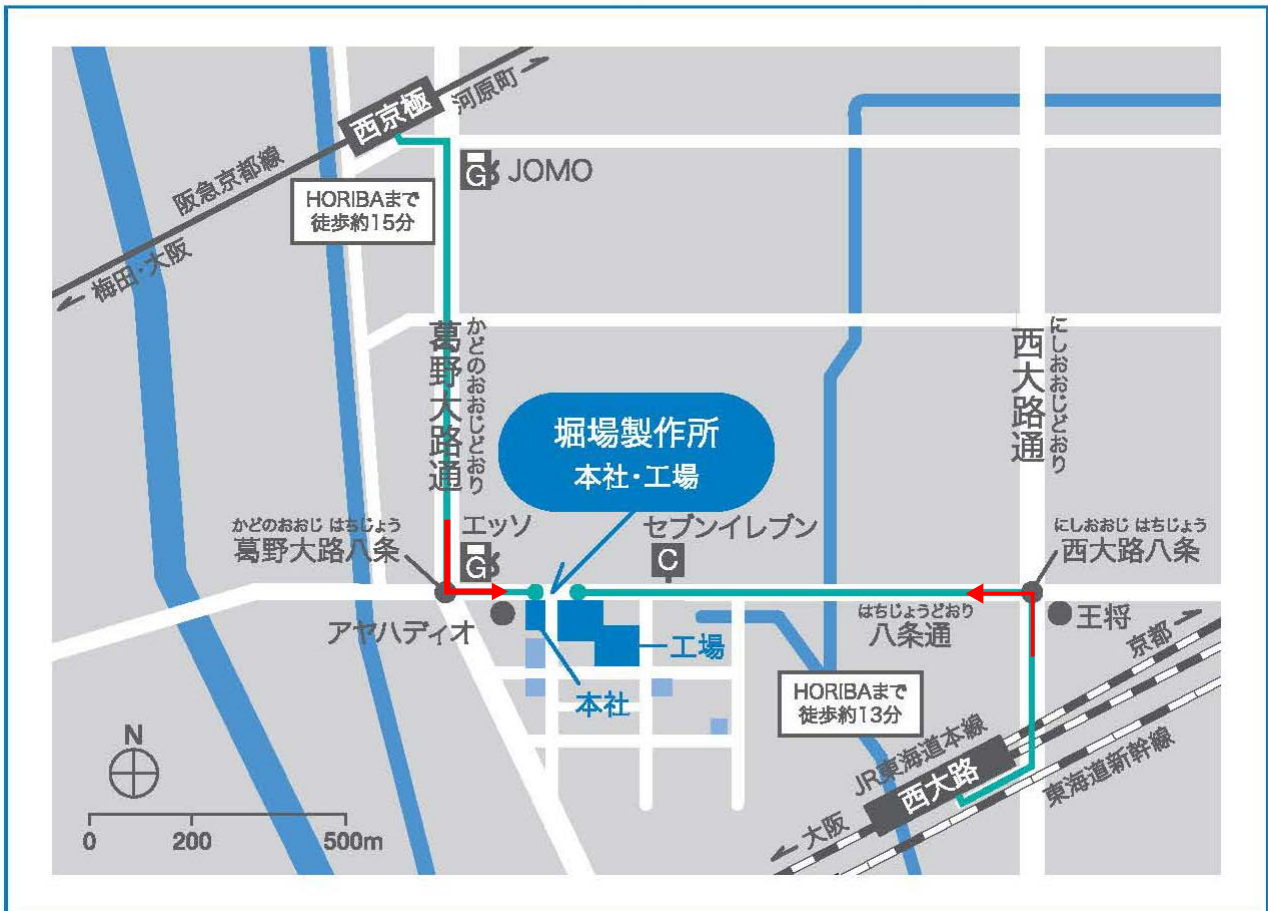 西京極
河原町
阪急京都線
梅田・大阪
HORIBAまで
徒歩約15分
G JOMO
かどのおおじどおり
葛野大路通
にしおおじどおり
西大路通
堀場製作所
本社・工場
かどのおおじ はちじょう
葛野大路八条
エッソ
G
セブンイレブン
C
にしおおじ はちじょう
西大路八条
アヤハディオ
はちじょうどおり
八条通
王将
工場
本社
京都
HORIBAまで
徒歩約13分
JR東海道本線
西大路
東海道新幹線
大阪
N
0 200 500m